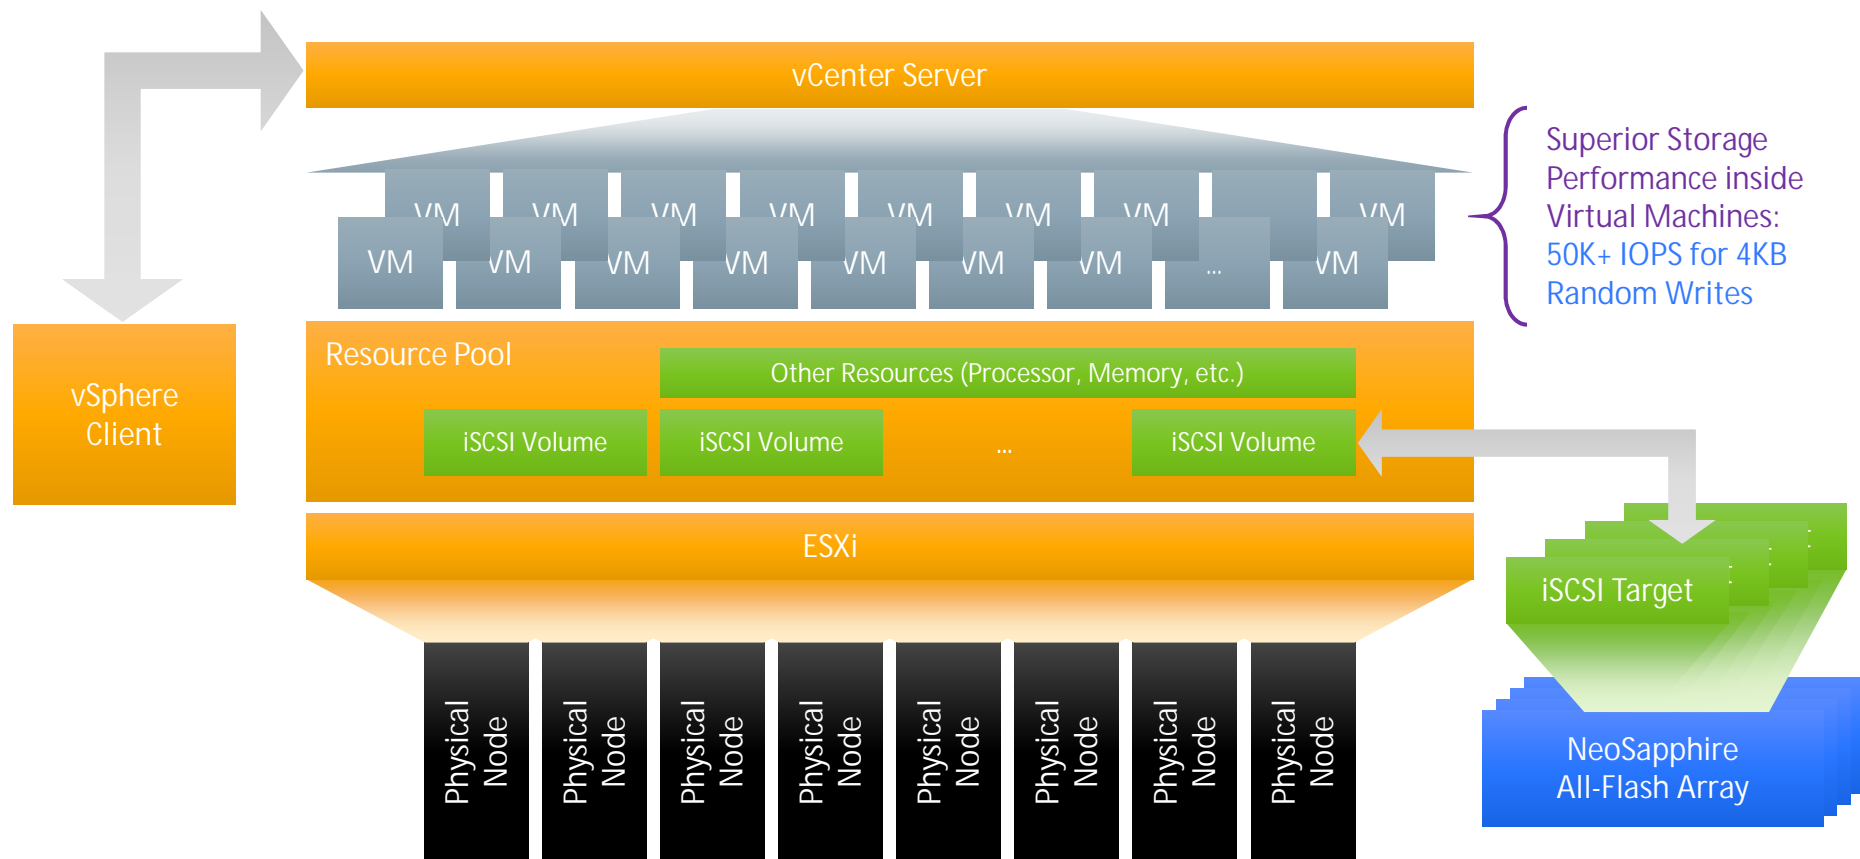 vCenter Server
Superior Storage
Performance inside
Virtual Machines:
50K+ IOPS for 4KB
Random Writes
VM VM VM VM VM VM VM VM
VM VM VM VM VM VM VM ... VM
vSphere
Client
Resource Pool
Other Resources (Processor, Memory, etc.)
iSCSI Volume iSCSI Volume ... iSCSI Volume
ESXi
iSCSI Target
Physical
Node
Physical
Node
Physical
Node
Physical
Node
Physical
Node
Physical
Node
Physical
Node
Physical
Node
NeoSapphire
All-Flash Array